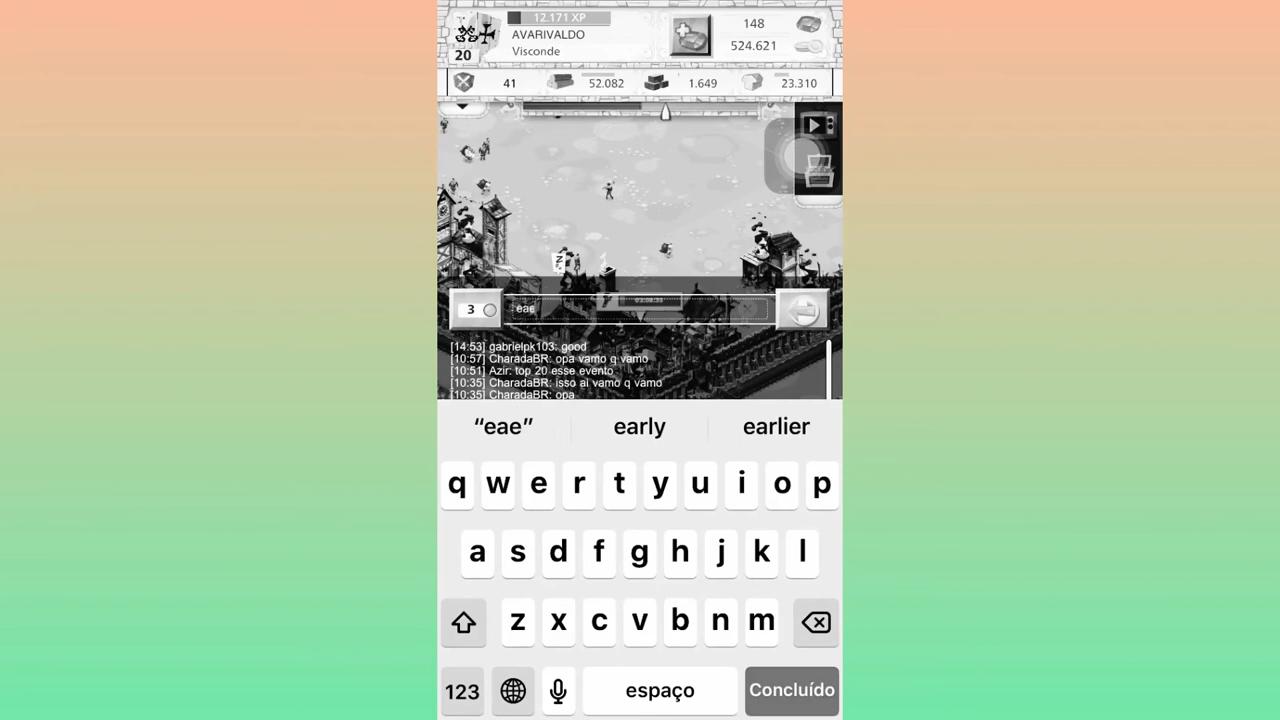 12.171 XP
AVARIVALDO
Visconde
20
148
524.621
41
52.082
1.649
23.310
3
eae
[14:53] gabrielpk103: good
[10:57] CharadaBR: opa vamo q vamo
[10:51] Azir: top 20 esse evento
[10:35] CharadaBR: isso ai vamo q vamo
[10:35] CharadaBR: opa
“eae” early earlier
q w e r t y u i o p
a s d f g h j k l
z x c v b n m
123 espaço Concluído